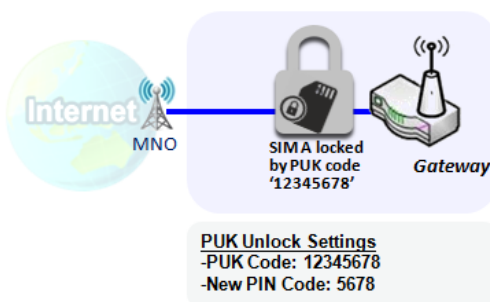 Internet
MNO
SIM A locked
by PUK code
‘12345678’
Gateway
PUK Unlock Settings
-PUK Code: 12345678
-New PIN Code: 5678